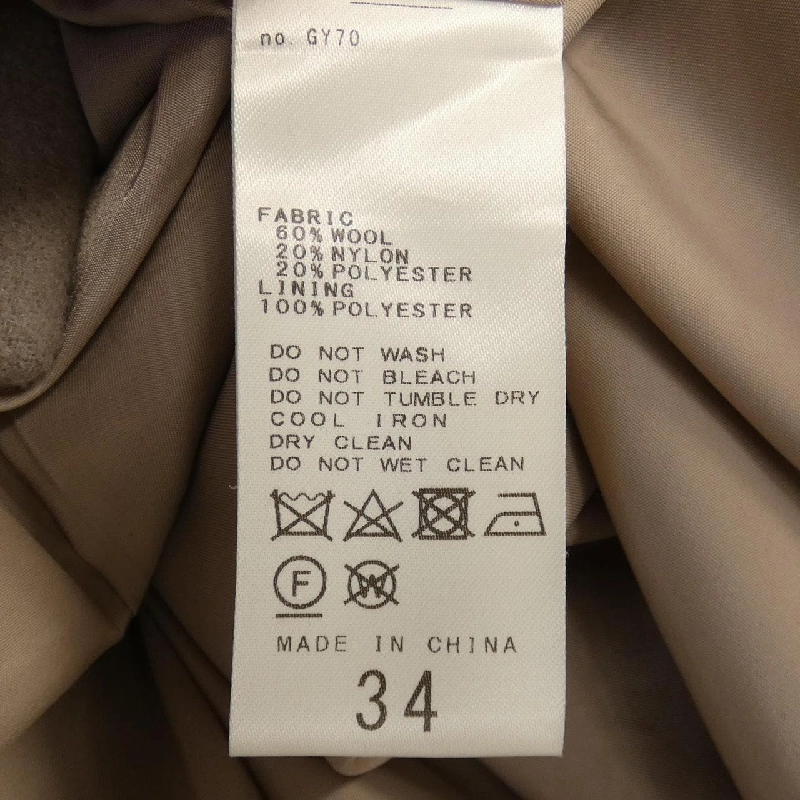 no. GY70
FABRIC
60% WOOL
20% NYLON
20% POLYESTER
LINING
100% POLYESTER
DO NOT WASH
DO NOT BLEACH
DO NOT TUMBLE DRY
COOL IRON
DRY CLEAN
DO NOT WET CLEAN
F W
MADE IN CHINA
34